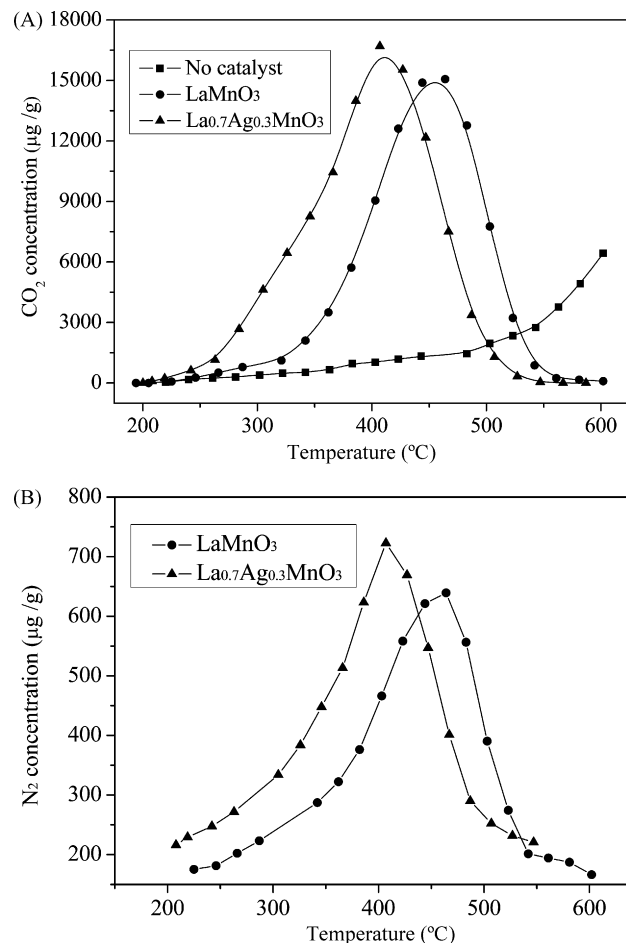 (A)
18000
15000
12000
9000
6000
3000
0
CO2 concentration (μg /g)
No catalyst
LaMnO3
La0.7Ag0.3MnO3
200 300 400 500 600
Temperature (ºC)
(B)
800
700
600
500
400
300
200
N2 concentration (μg /g)
LaMnO3
La0.7Ag0.3MnO3
200 300 400 500 600
Temperature (ºC)